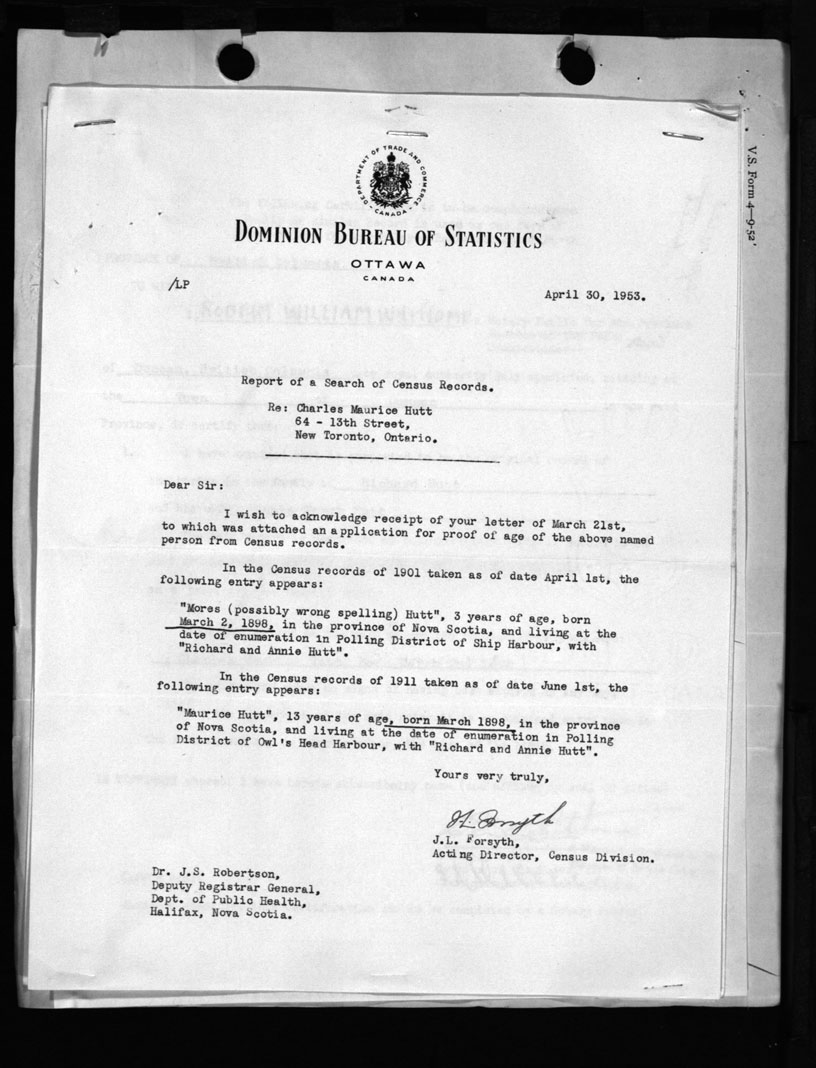 DEPARTMENT OF TRADE AND COMMERCE
CANADA
DOMINION BUREAU OF STATISTICS
OTTAWA
CANADA
V.S. Form 4—9-52
/LP
April 30, 1953.
Report of a Search of Census Records.
Re: Charles Maurice Hutt
64 - 13th Street,
New Toronto, Ontario.
Dear Sir:
I wish to acknowledge receipt of your letter of March 21st,
to which was attached an application for proof of age of the above named
person from Census records.
In the Census records of 1901 taken as of date April 1st, the
following entry appears:
"Mores (possibly wrong spelling) Hutt", 3 years of age, born
March 2, 1898, in the province of Nova Scotia, and living at the
date of enumeration in Polling District of Ship Harbour, with
"Richard and Annie Hutt".
In the Census records of 1911 taken as of date June 1st, the
following entry appears:
"Maurice Hutt", 13 years of age, born March 1898, in the province
of Nova Scotia, and living at the date of enumeration in Polling
District of Owl's Head Harbour, with "Richard and Annie Hutt".
Yours very truly,
J.L. Forsyth,
Acting Director, Census Division.
Dr. J.S. Robertson,
Deputy Registrar General,
Dept. of Public Health,
Halifax, Nova Scotia.